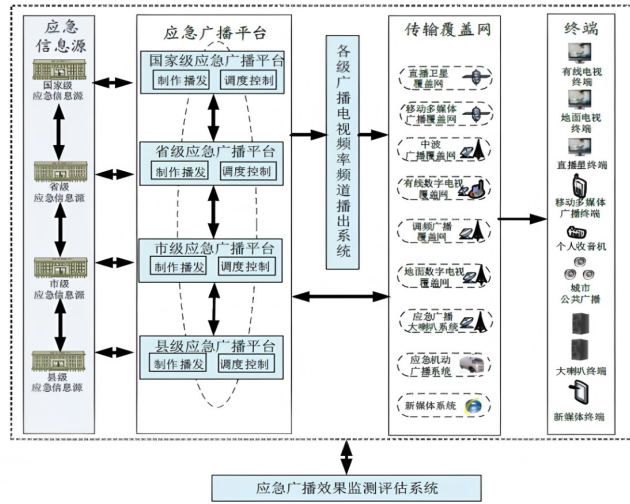 应急
信息源
国家级
应急信息源
省级
应急信息源
市级
应急信息源
县级
应急信息源
应急广播平台
国家级应急广播平台
制作播发
调度控制
省级应急广播平台
制作播发
调度控制
市级应急广播平台
制作播发
调度控制
县级应急广播平台
制作播发
调度控制
各级广播电视频率频道播出系统
传输覆盖网
直播卫星
覆盖网
移动多媒体
广播覆盖网
中波
广播覆盖网
有线数字电视
覆盖网
调频广播
覆盖网
地面数字电视
覆盖网
应急广播
大喇叭系统
应急机动
广播系统
新媒体系统
终端
有线电视
终端
地面电视
终端
直播星终端
移动多媒体
广播终端
个人收音机
城市
公共广播
大喇叭终端
新媒体终端
应急广播效果监测评估系统